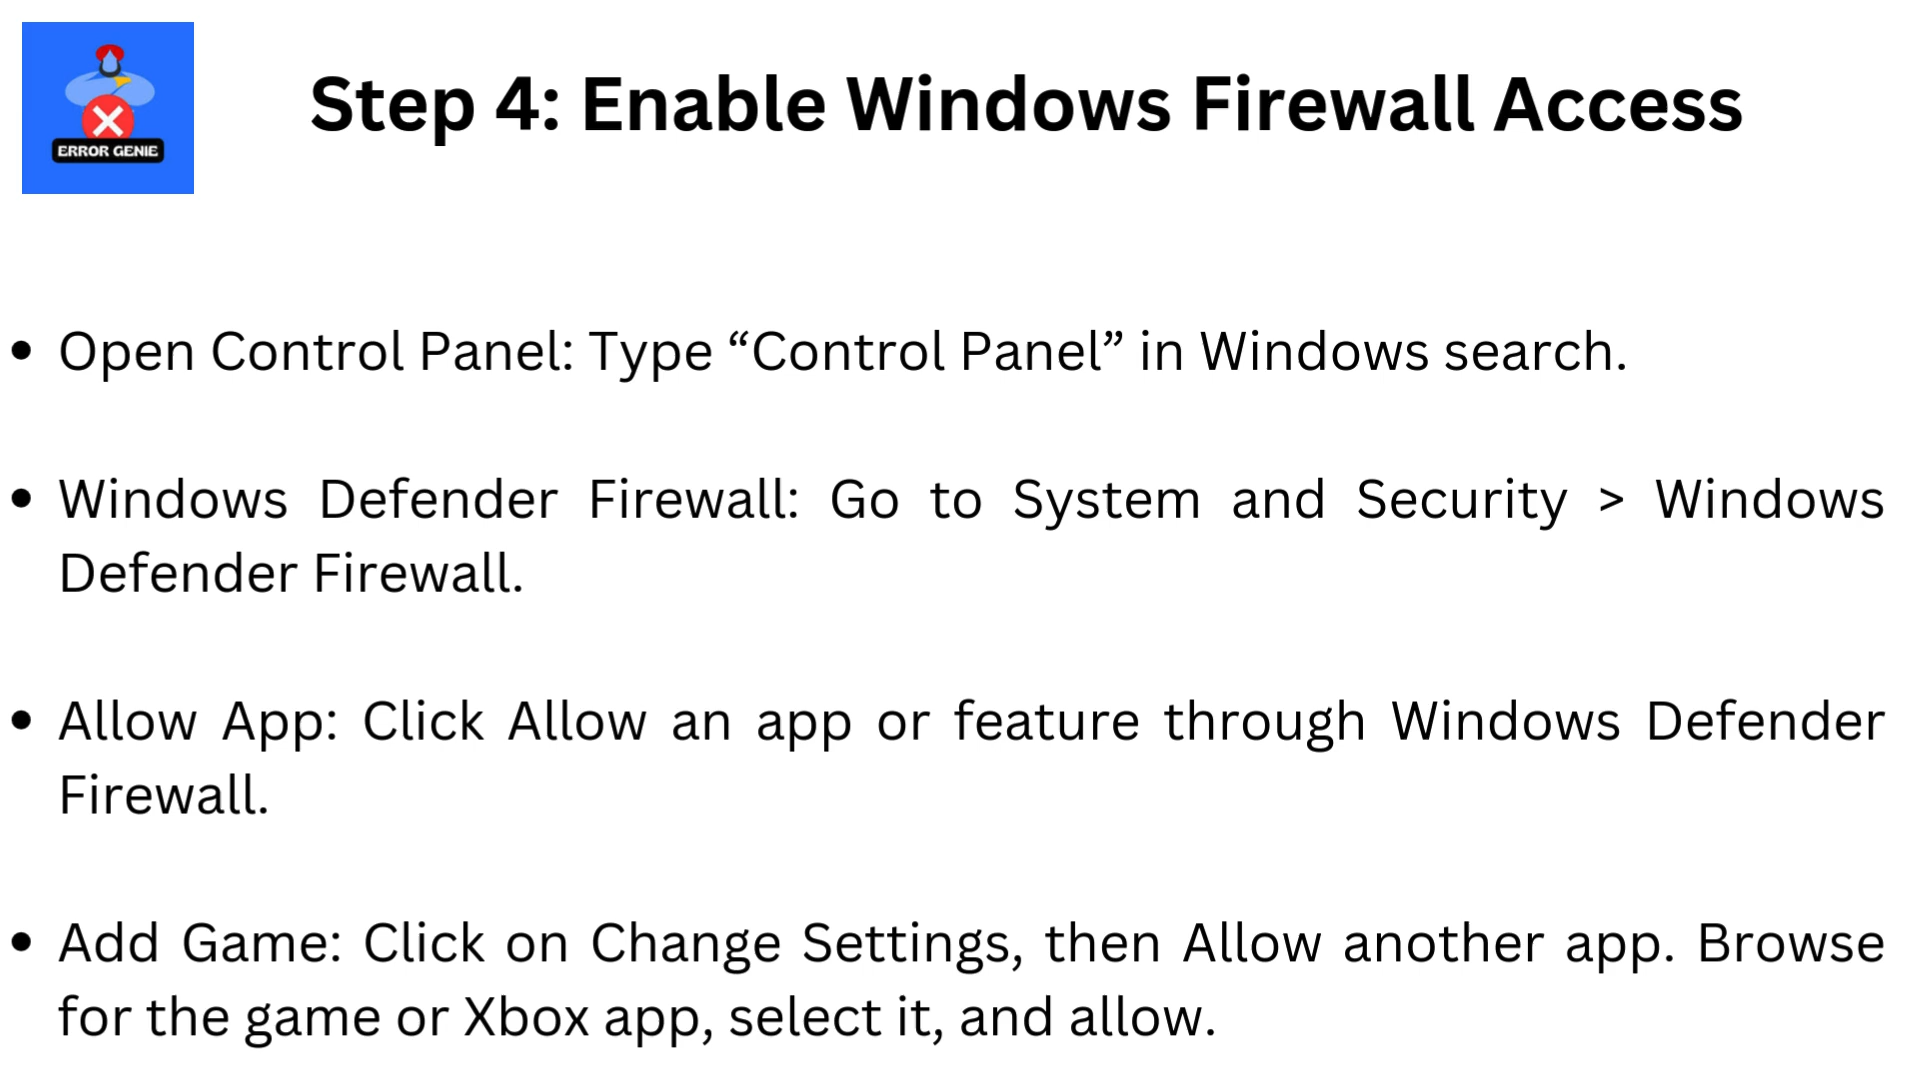 ERROR GENIE
Step 4: Enable Windows Firewall Access
• Open Control Panel: Type “Control Panel” in Windows search.
• Windows Defender Firewall: Go to System and Security > Windows
Defender Firewall.
• Allow App: Click Allow an app or feature through Windows Defender
Firewall.
• Add Game: Click on Change Settings, then Allow another app. Browse
for the game or Xbox app, select it, and allow.